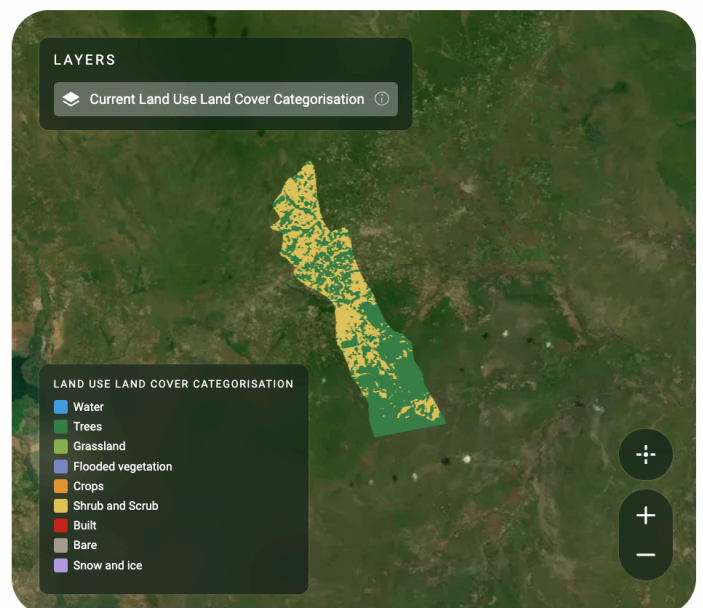 LAYERS
Current Land Use Land Cover Categorisation
LAND USE LAND COVER CATEGORISATION
Water
Trees
Grassland
Flooded vegetation
Crops
Shrub and Scrub
Built
Bare
Snow and ice